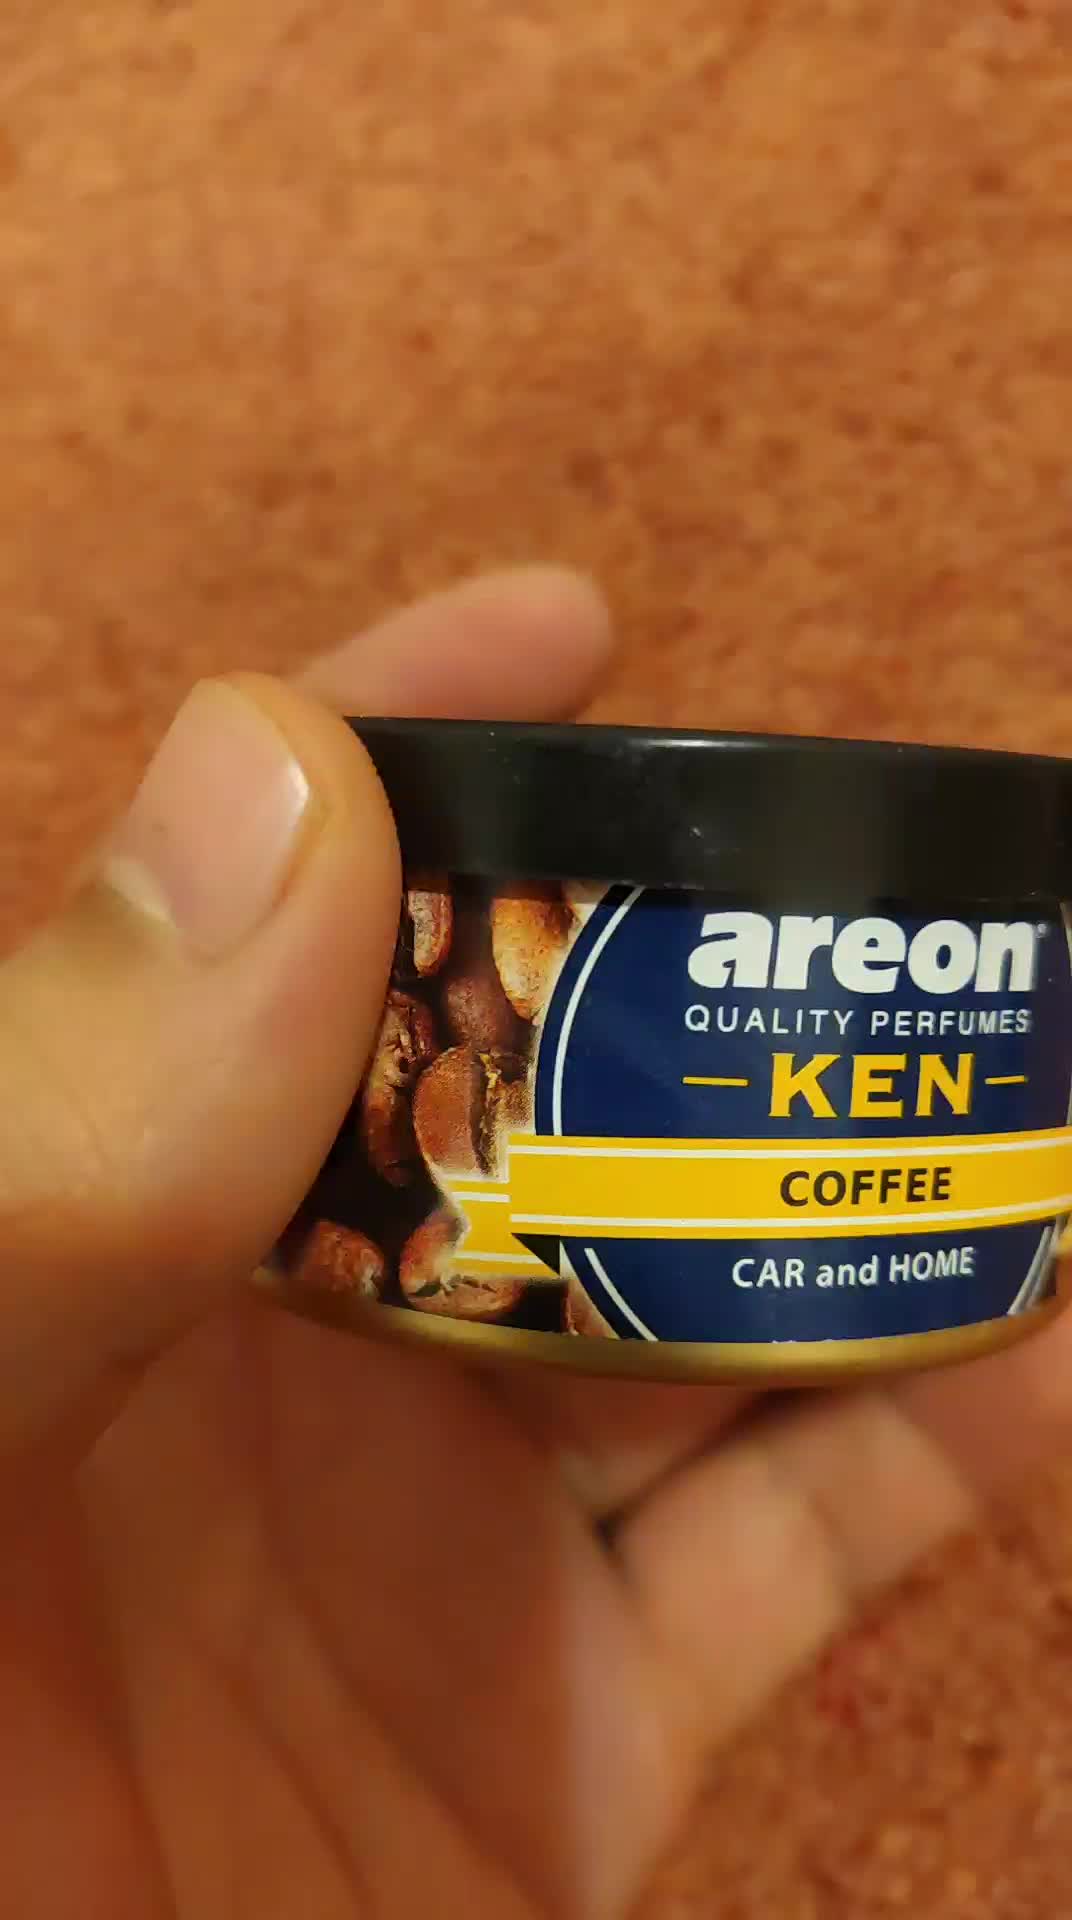 areon
QUALITY PERFUMES
KEN
COFFEE
CAR and HOME